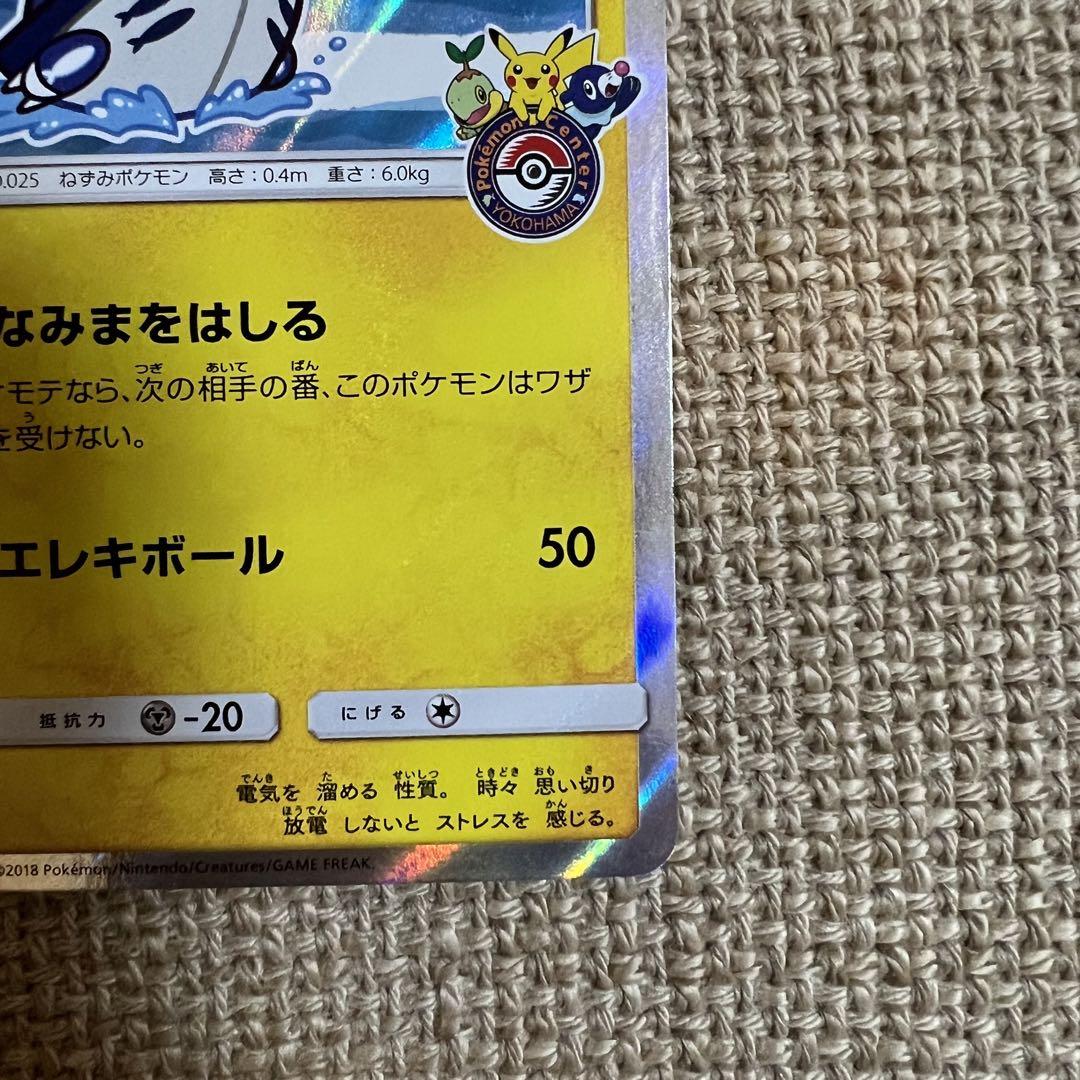 Pokémon Center
YOKOHAMA
.025 ねずみポケモン 高さ：0.4m 重さ：6.0kg
なみまをはしる
モテなら、次の相手の番、このポケモンはワザ
を受けない。
エレキボール 50
抵抗力 -20 にげる
電気を 溜める 性質。 時々 思い切り
放電 しないと ストレスを 感じる。
©2018 Pokémon/Nintendo/Creatures/GAME FREAK.